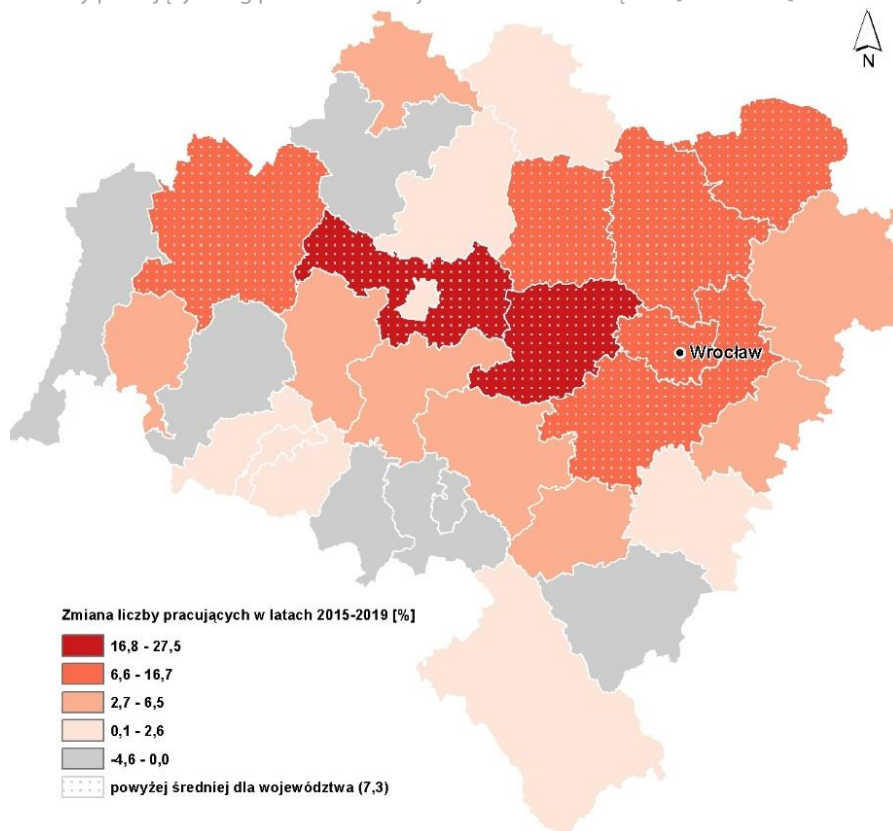 N
Wrocław
Zmiana liczby pracujących w latach 2015-2019 [%]
16,8 - 27,5
6,6 - 16,7
2,7 - 6,5
0,1 - 2,6
-4,6 - 0,0
powyżej średniej dla województwa (7,3)